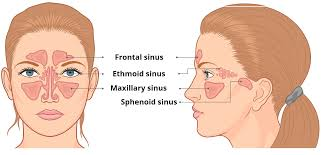 Frontal sinus
Ethmoid sinus
Maxillary sinus
Sphenoid sinus